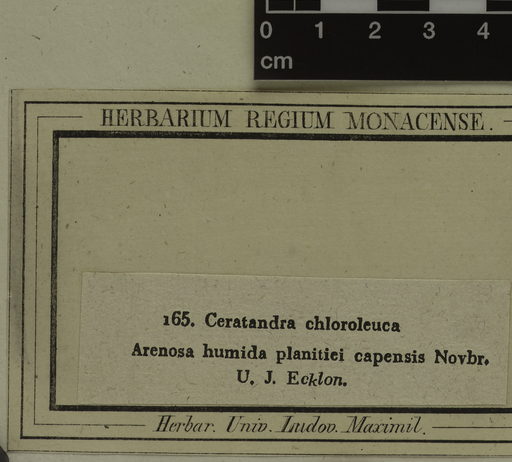 0 1 2 3 4
cm
HERBARIUM REGIUM MONACENSE.
165. Ceratandra chloroleuca
Arenosa humida planitiei capensis Novbr.
U. J. Ecklon.
Herbar. Univ. Ludov. Maximil.